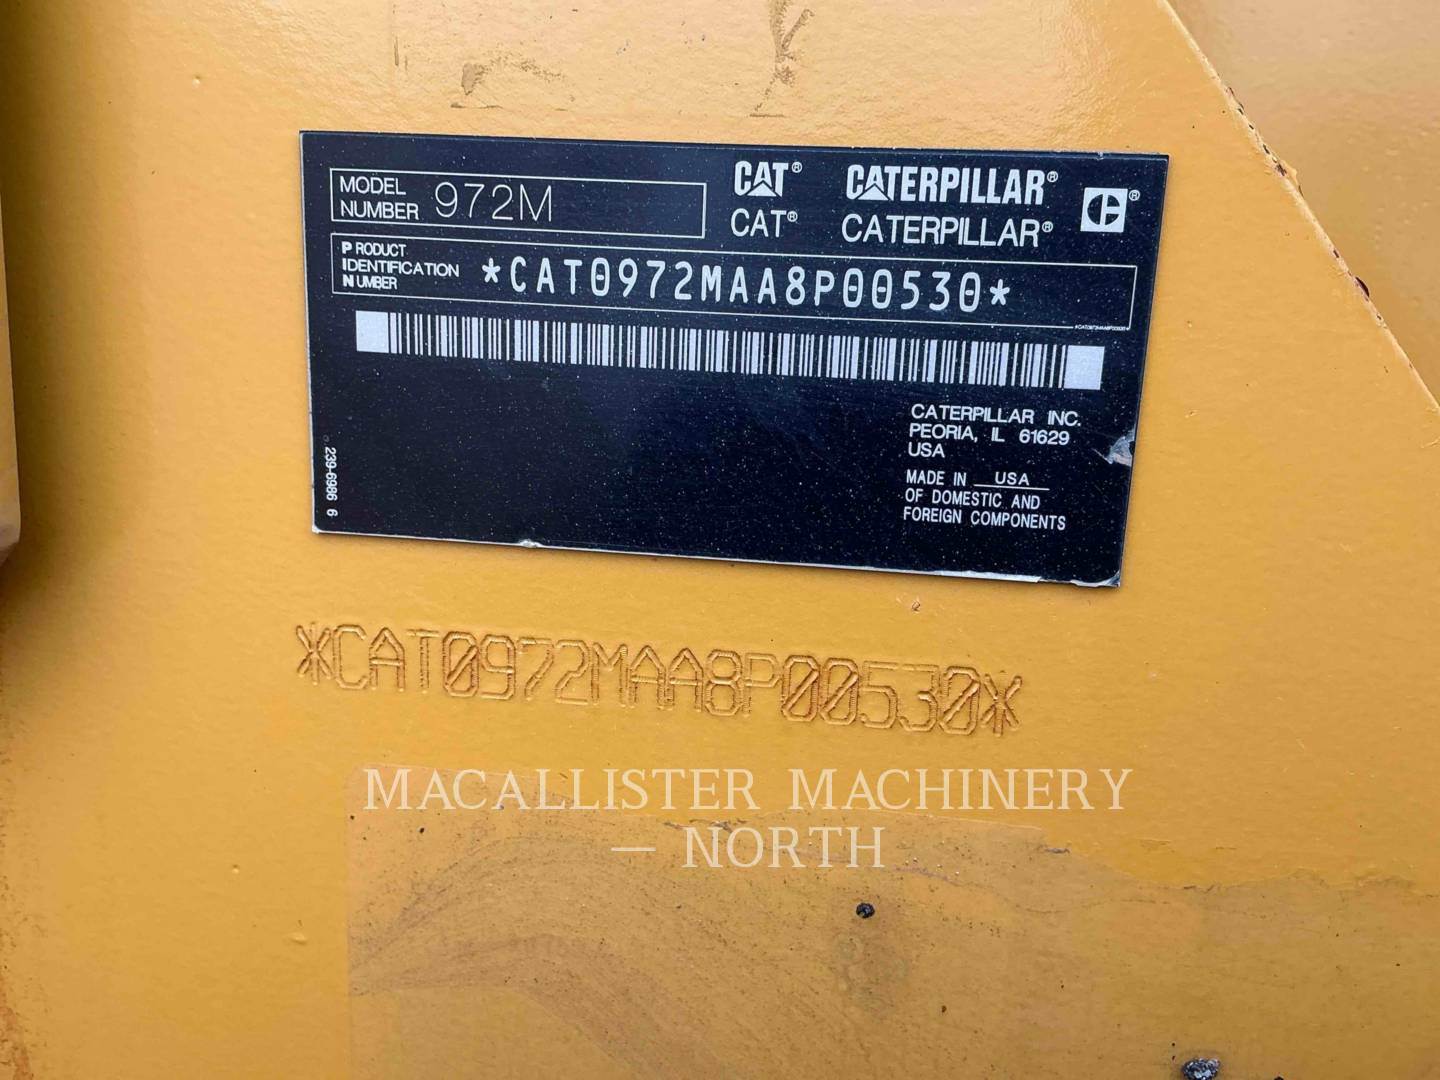 MODEL NUMBER 972M
CAT® CATERPILLAR® ®
CAT® CATERPILLAR®
PRODUCT
IDENTIFICATION
NUMBER
*CAT0972MAA8P00530*
*CAT0972MAA8P00530*
CATERPILLAR INC.
PEORIA, IL 61629
USA
MADE IN USA
OF DOMESTIC AND
FOREIGN COMPONENTS
239-6986 6
*CAT0972MAA8P00530*
MACALLISTER MACHINERY
— NORTH